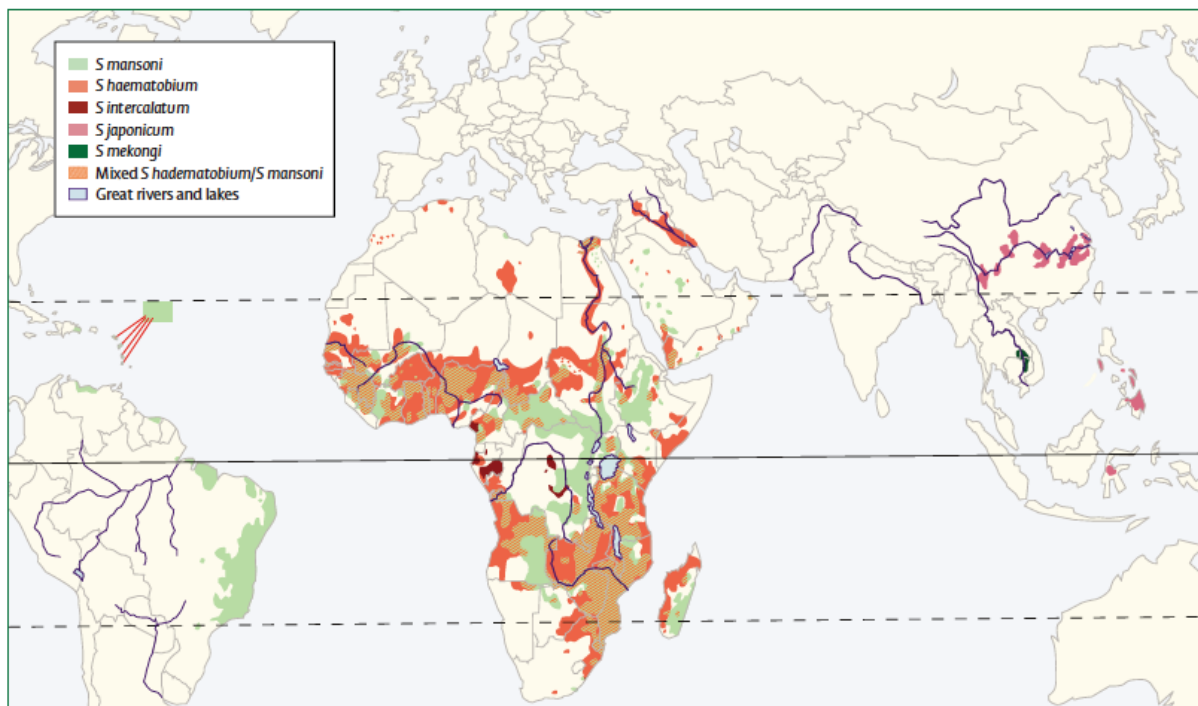 S mansoni
S haematobium
S intercalatum
S japonicum
S mekongi
Mixed S hadematobium/S mansoni
Great rivers and lakes